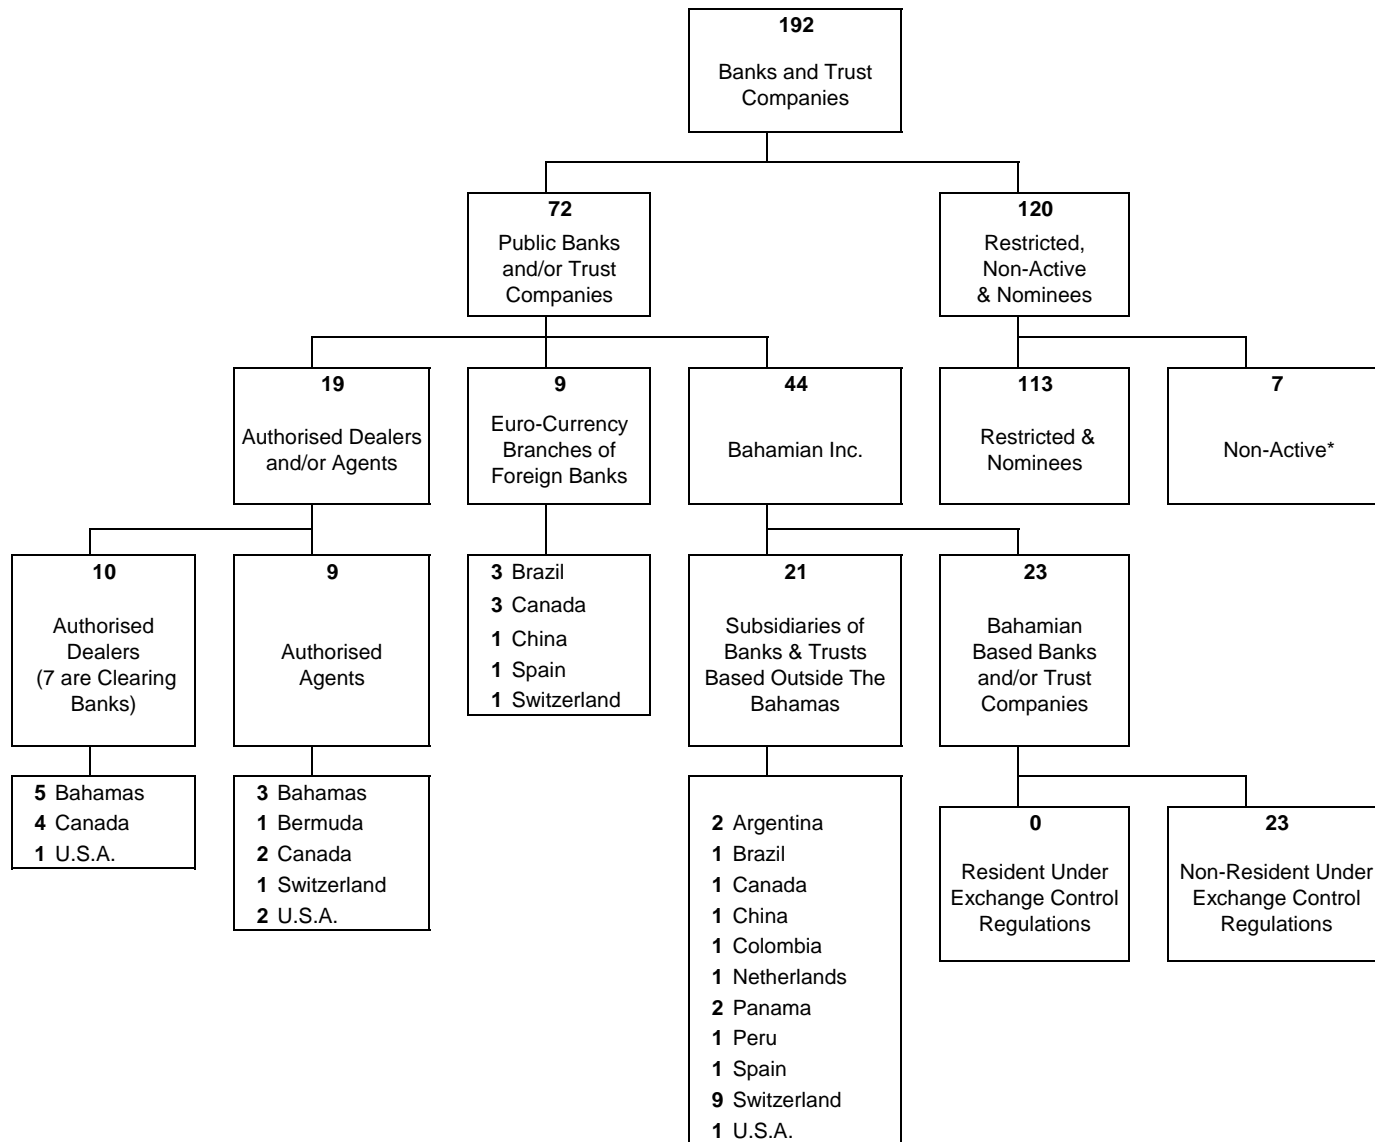 192
Banks and Trust
Companies
72
Public Banks
and/or Trust
Companies
120
Restricted,
Non-Active
& Nominees
19
Authorised Dealers
and/or Agents
9
Euro-Currency
Branches of
Foreign Banks
44
Bahamian Inc.
113
Restricted &
Nominees
7
Non-Active*
10
Authorised
Dealers
(7 are Clearing
Banks)
9
Authorised
Agents
3 Brazil
3 Canada
1 China
1 Spain
1 Switzerland
21
Subsidiaries of
Banks & Trusts
Based Outside The
Bahamas
23
Bahamian
Based Banks
and/or Trust
Companies
5 Bahamas
4 Canada
1 U.S.A.
3 Bahamas
1 Bermuda
2 Canada
1 Switzerland
2 U.S.A.
2 Argentina
1 Brazil
1 Canada
1 China
1 Colombia
1 Netherlands
2 Panama
1 Peru
1 Spain
9 Switzerland
1 U.S.A.
0
Resident Under
Exchange Control
Regulations
23
Non-Resident Under
Exchange Control
Regulations